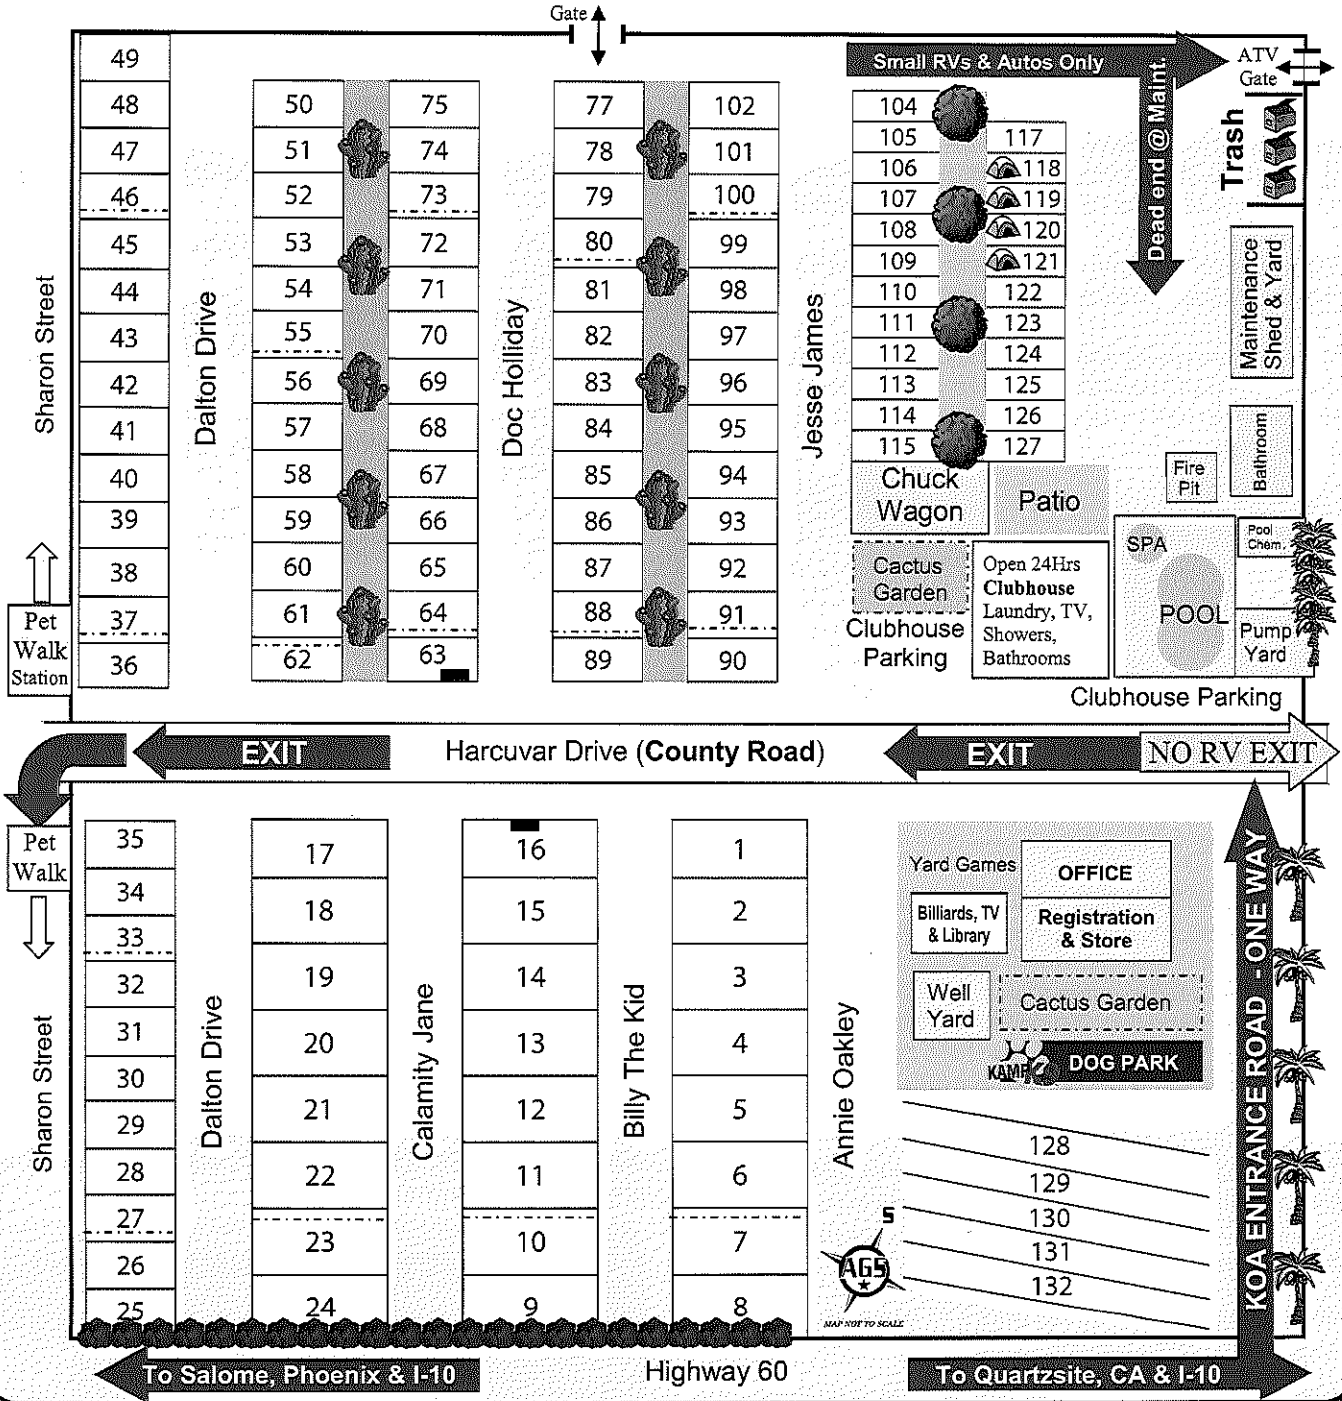 Gate
Small RVs & Autos Only
ATV
Gate
Dead end @ Maint.
Trash
49
48
47
46
45
44
43
42
41
40
39
38
37
36
Sharon Street
Pet
Walk
Station
Dalton Drive
50
51
52
53
54
55
56
57
58
59
60
61
62
75
74
73
72
71
70
69
68
67
66
65
64
63
Doc Holliday
77
78
79
80
81
82
83
84
85
86
87
88
89
102
101
100
99
98
97
96
95
94
93
92
91
90
Jesse James
104
105
106
107
108
109
110
111
112
113
114
115
117
118
119
120
121
122
123
124
125
126
127
Maintenance
Shed & Yard
Bathroom
Fire
Pit
Chuck
Wagon
Patio
Cactus
Garden
Clubhouse
Parking
Open 24Hrs
Clubhouse
Laundry, TV,
Showers,
Bathrooms
SPA
POOL
Pool
Chem.
Pump
Yard
Clubhouse Parking
EXIT
Harcuvar Drive (County Road)
EXIT
NO RV EXIT
Pet
Walk
Sharon Street
35
34
33
32
31
30
29
28
27
26
25
Dalton Drive
17
18
19
20
21
22
23
24
Calamity Jane
16
15
14
13
12
11
10
9
Billy The Kid
1
2
3
4
5
6
7
8
Annie Oakley
Yard Games
OFFICE
Billiards, TV
& Library
Registration
& Store
Well
Yard
Cactus Garden
KAMP
DOG PARK
128
129
130
131
132
S
AGS
MAP NOT TO SCALE
KOA ENTRANCE ROAD - ONE WAY
To Salome, Phoenix & I-10
Highway 60
To Quartzsite, CA & I-10